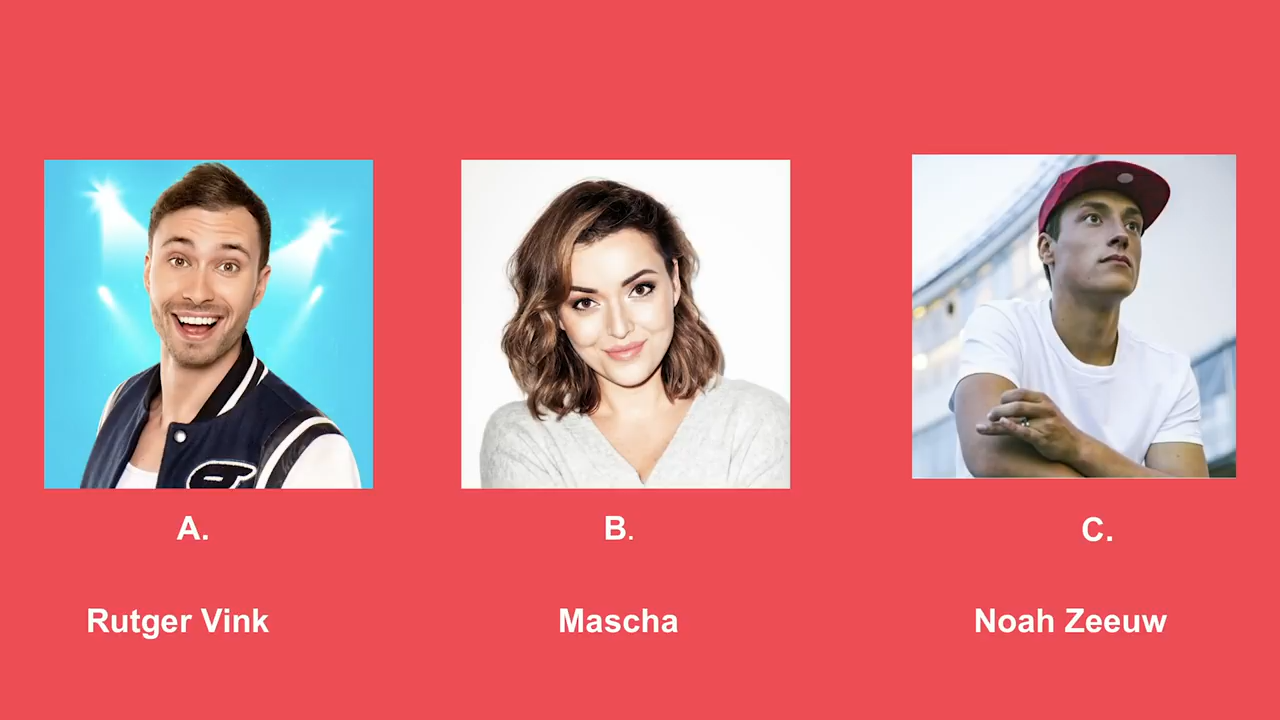 A.
B.
C.
Rutger Vink
Mascha
Noah Zeeuw